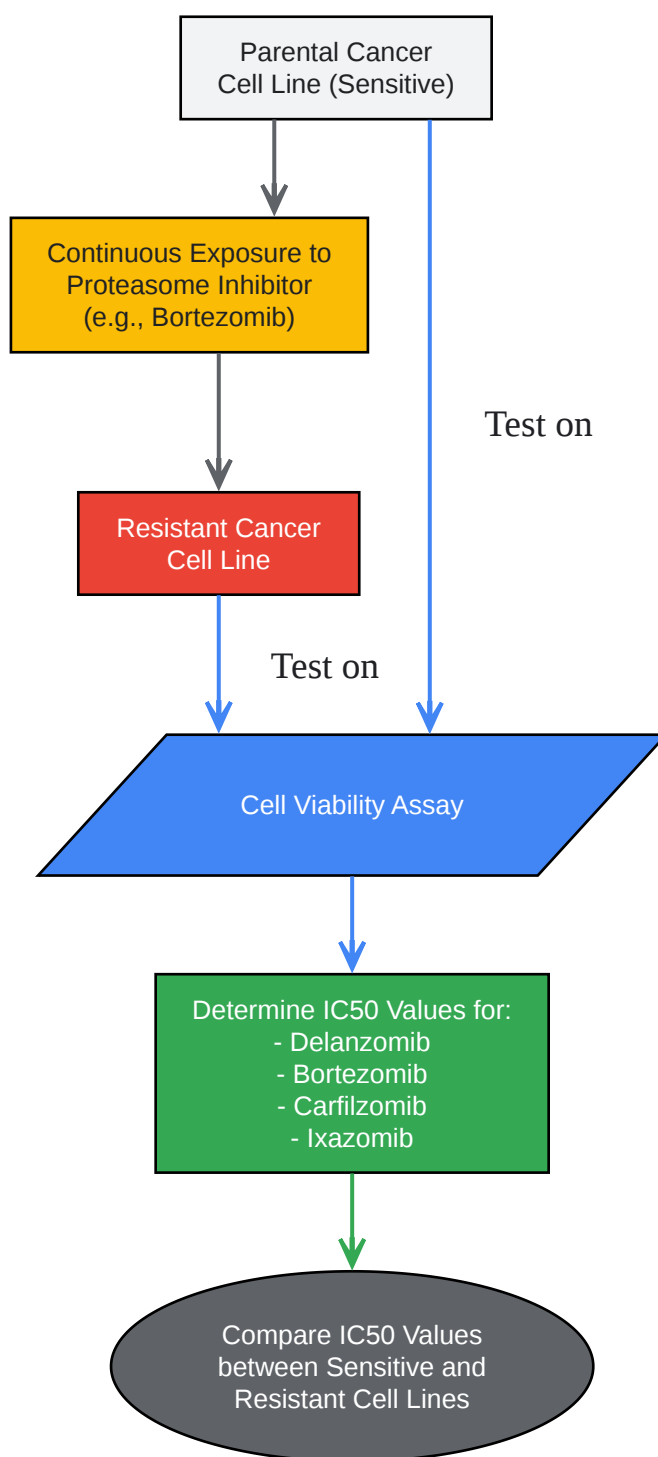 Parental Cancer
Cell Line (Sensitive)
Continuous Exposure to
Proteasome Inhibitor
(e.g., Bortezomib)
Test on
Resistant Cancer
Cell Line
Test on
Cell Viability Assay
Determine IC50 Values for:
- Delanzomib
- Bortezomib
- Carfilzomib
- Ixazomib
Compare IC50 Values
between Sensitive and
Resistant Cell Lines